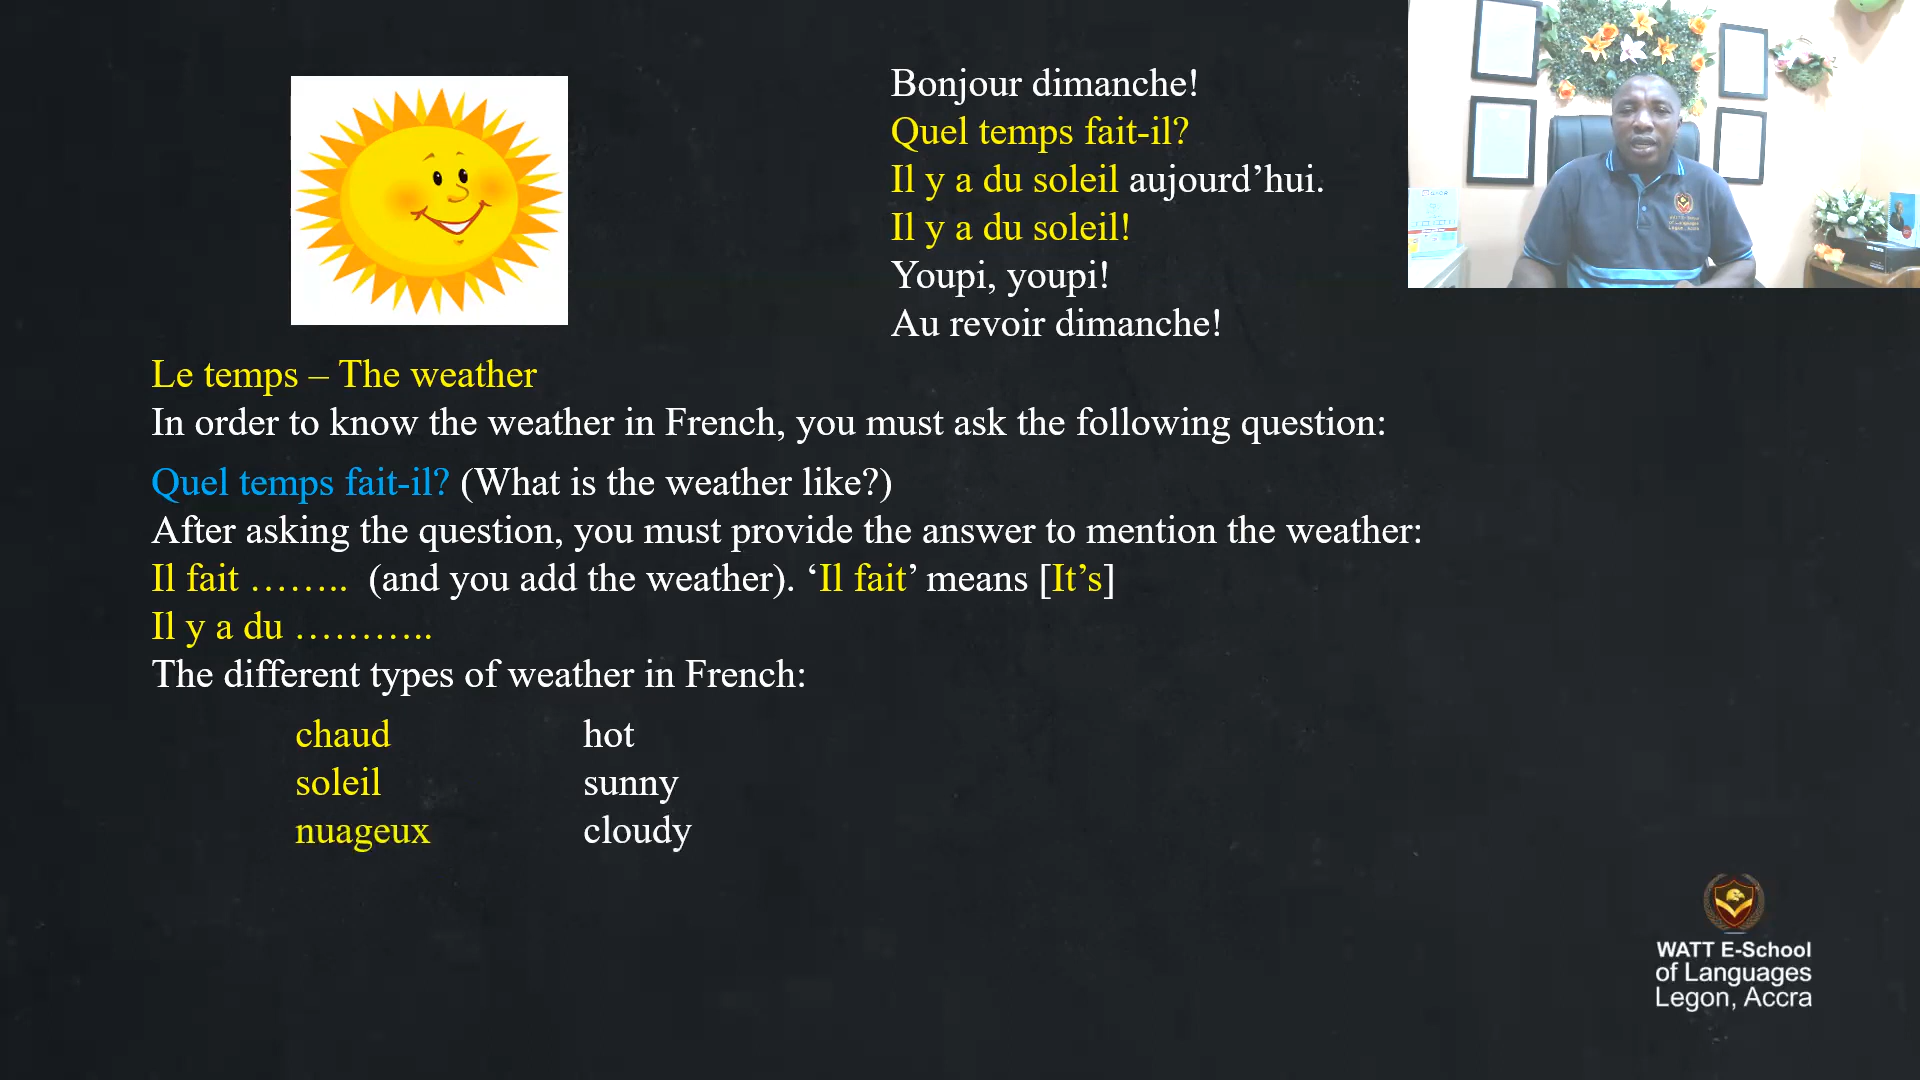 Bonjour dimanche!
Quel temps fait-il?
Il y a du soleil aujourd’hui.
Il y a du soleil!
Youpi, youpi!
Au revoir dimanche!
Le temps – The weather
In order to know the weather in French, you must ask the following question:
Quel temps fait-il? (What is the weather like?)
After asking the question, you must provide the answer to mention the weather:
Il fait …….. (and you add the weather). ‘Il fait’ means [It’s]
Il y a du ………..
The different types of weather in French:
chaud hot
soleil sunny
nuageux cloudy
WATT E-School
of Languages
Legon, Accra